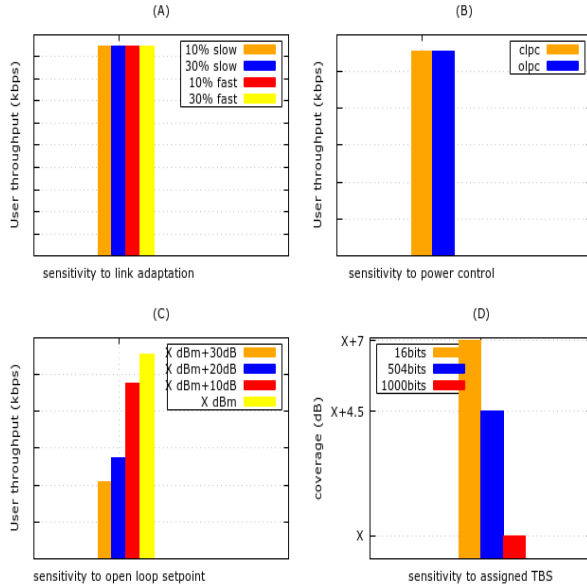 (A)
User throughput (kbps)
10% slow
30% slow
10% fast
30% fast
sensitivity to link adaptation
(B)
User throughput (kbps)
clpc
olpc
sensitivity to power control
(C)
User throughput (kbps)
X dBm+30dB
X dBm+20dB
X dBm+10dB
X dBm
sensitivity to open loop setpoint
(D)
coverage (dB)
X+7
X+4.5
X
16bits
504bits
1000bits
sensitivity to assigned TBS